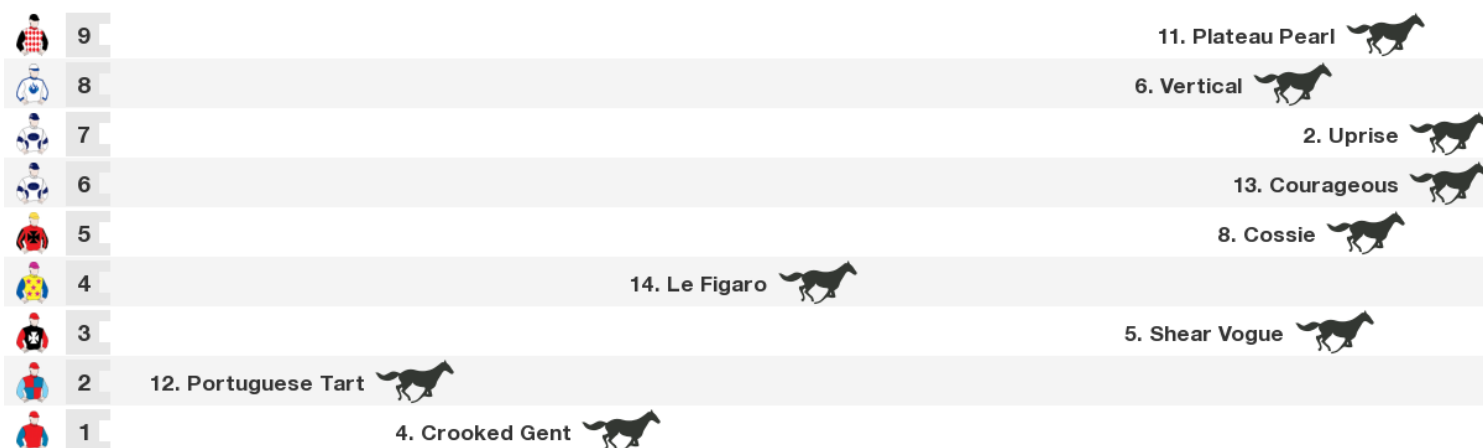 9 11. Plateau Pearl
8 6. Vertical
7 2. Uprise
6 13. Courageous
5 8. Cossie
4 14. Le Figaro
3 5. Shear Vogue
2 12. Portuguese Tart
1 4. Crooked Gent